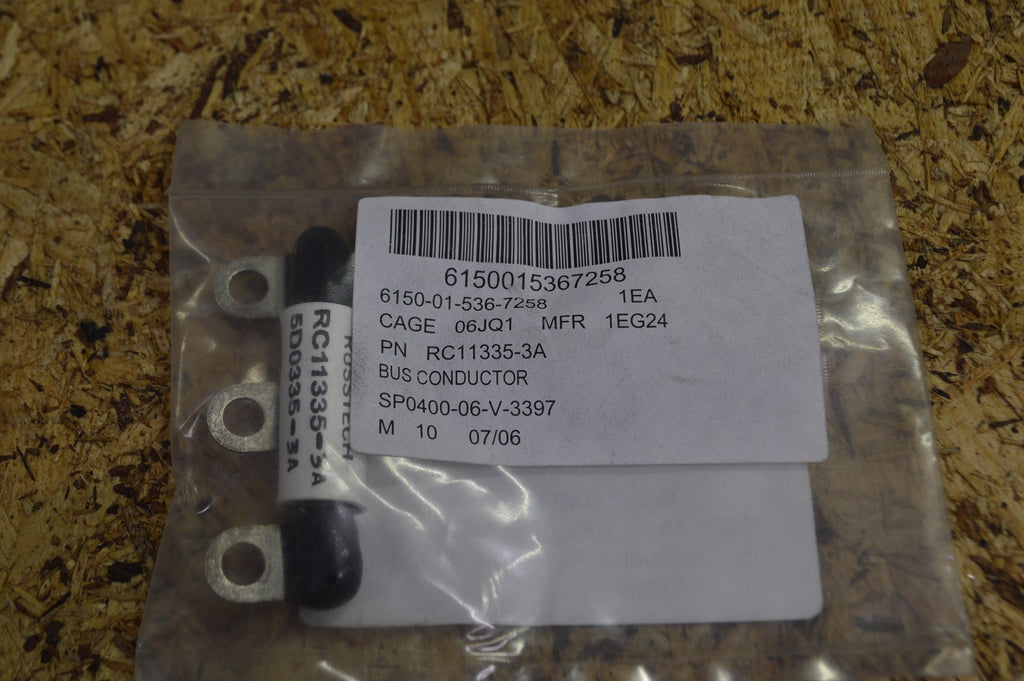 6150015367258
6150-01-536-7258 1EA
CAGE 06JQ1 MFR 1EG24
PN RC11335-3A
BUS CONDUCTOR
SP0400-06-V-3397
M 10 07/06
RUSSTECH
RC11335-3A
5D0335-3A